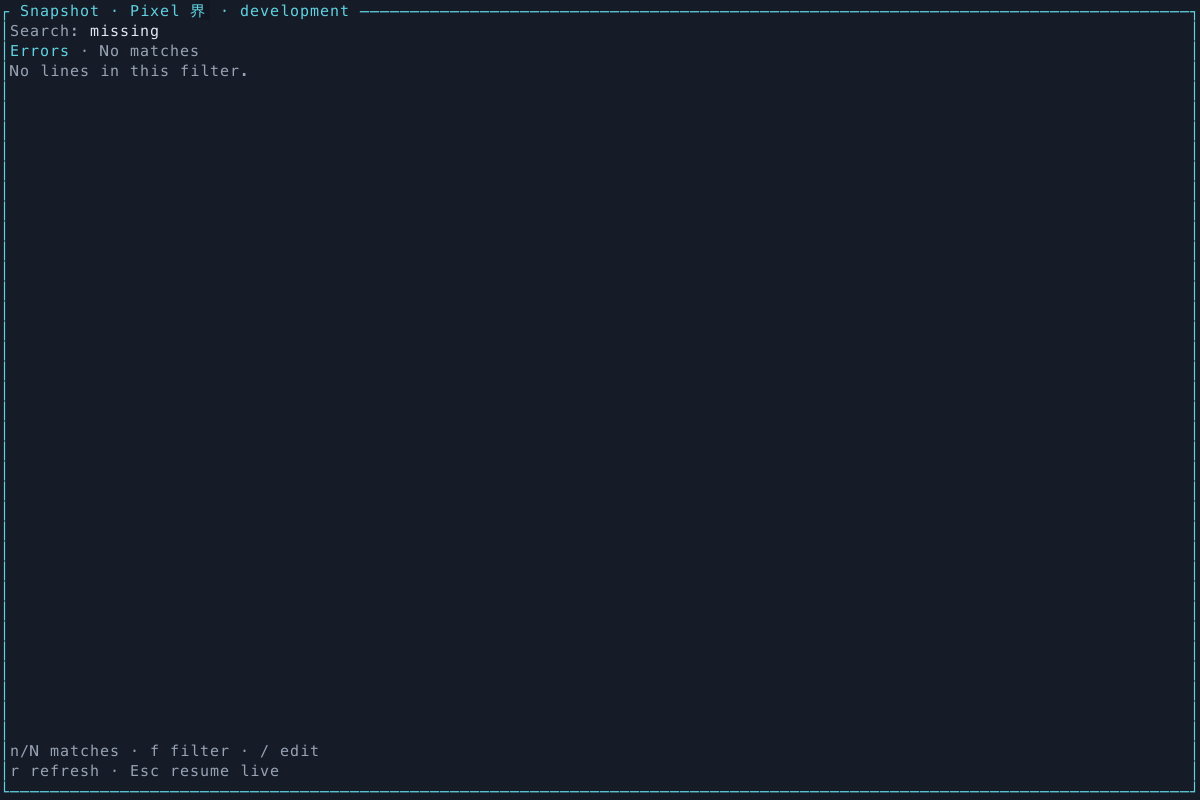 Snapshot · Pixel 界 · development
Search: missing
Errors · No matches
No lines in this filter.
n/N matches · f filter · / edit
r refresh · Esc resume live